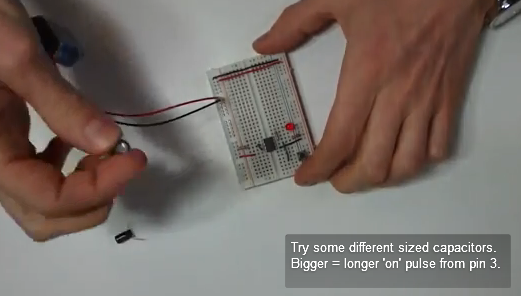 Try some different sized capacitors.
Bigger = longer 'on' pulse from pin 3.